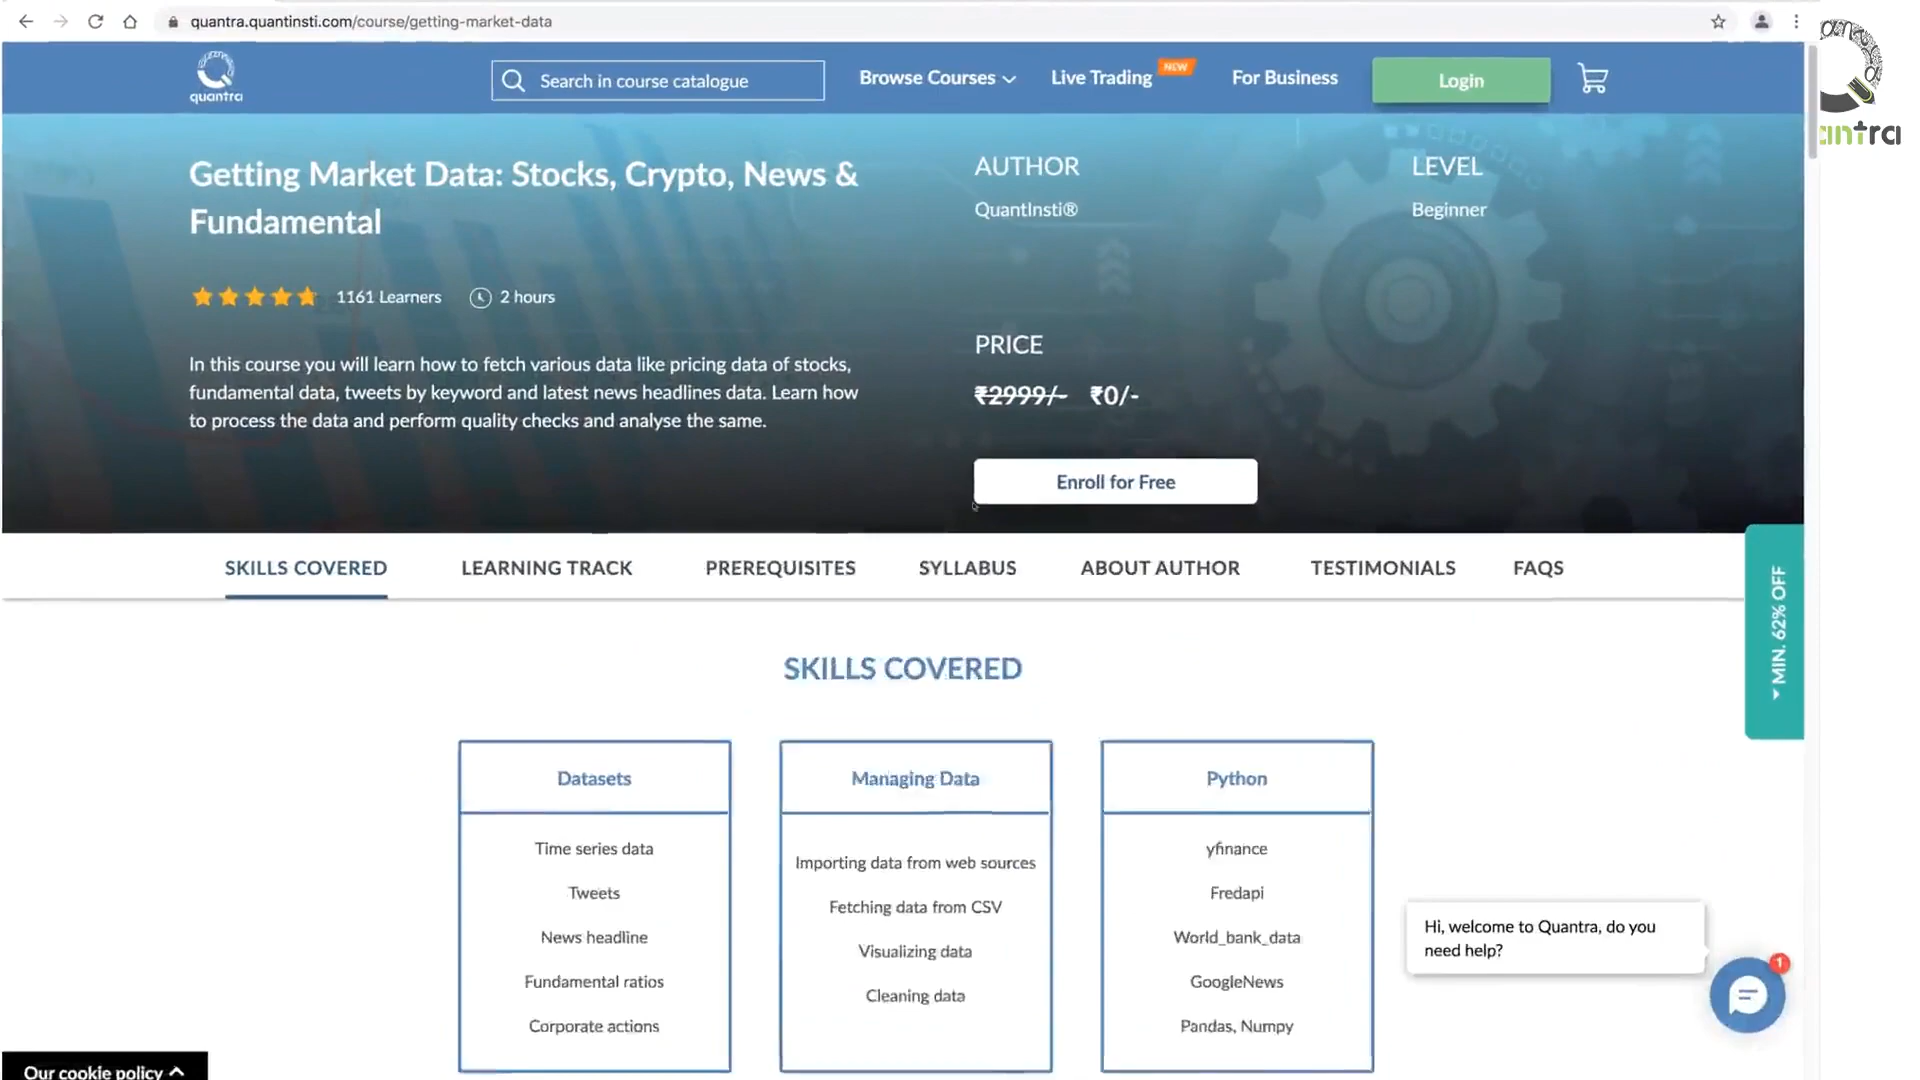 quantra.quantinsti.com/course/getting-market-data
quantra
Search in course catalogue
Browse Courses
Live Trading
NEW
For Business
Login
Getting Market Data: Stocks, Crypto, News &
Fundamental
1161 Learners
2 hours
In this course you will learn how to fetch various data like pricing data of stocks,
fundamental data, tweets by keyword and latest news headlines data. Learn how
to process the data and perform quality checks and analyse the same.
AUTHOR
QuantInsti®
LEVEL
Beginner
PRICE
₹2999/- ₹0/-
Enroll for Free
SKILLS COVERED
LEARNING TRACK
PREREQUISITES
SYLLABUS
ABOUT AUTHOR
TESTIMONIALS
FAQS
MIN. 62% OFF
SKILLS COVERED
Datasets
Time series data
Tweets
News headline
Fundamental ratios
Corporate actions
Managing Data
Importing data from web sources
Fetching data from CSV
Visualizing data
Cleaning data
Python
yfinance
Fredapi
World_bank_data
GoogleNews
Pandas, Numpy
Hi, welcome to Quantra, do you
need help?
1
Our cookie policy
antra